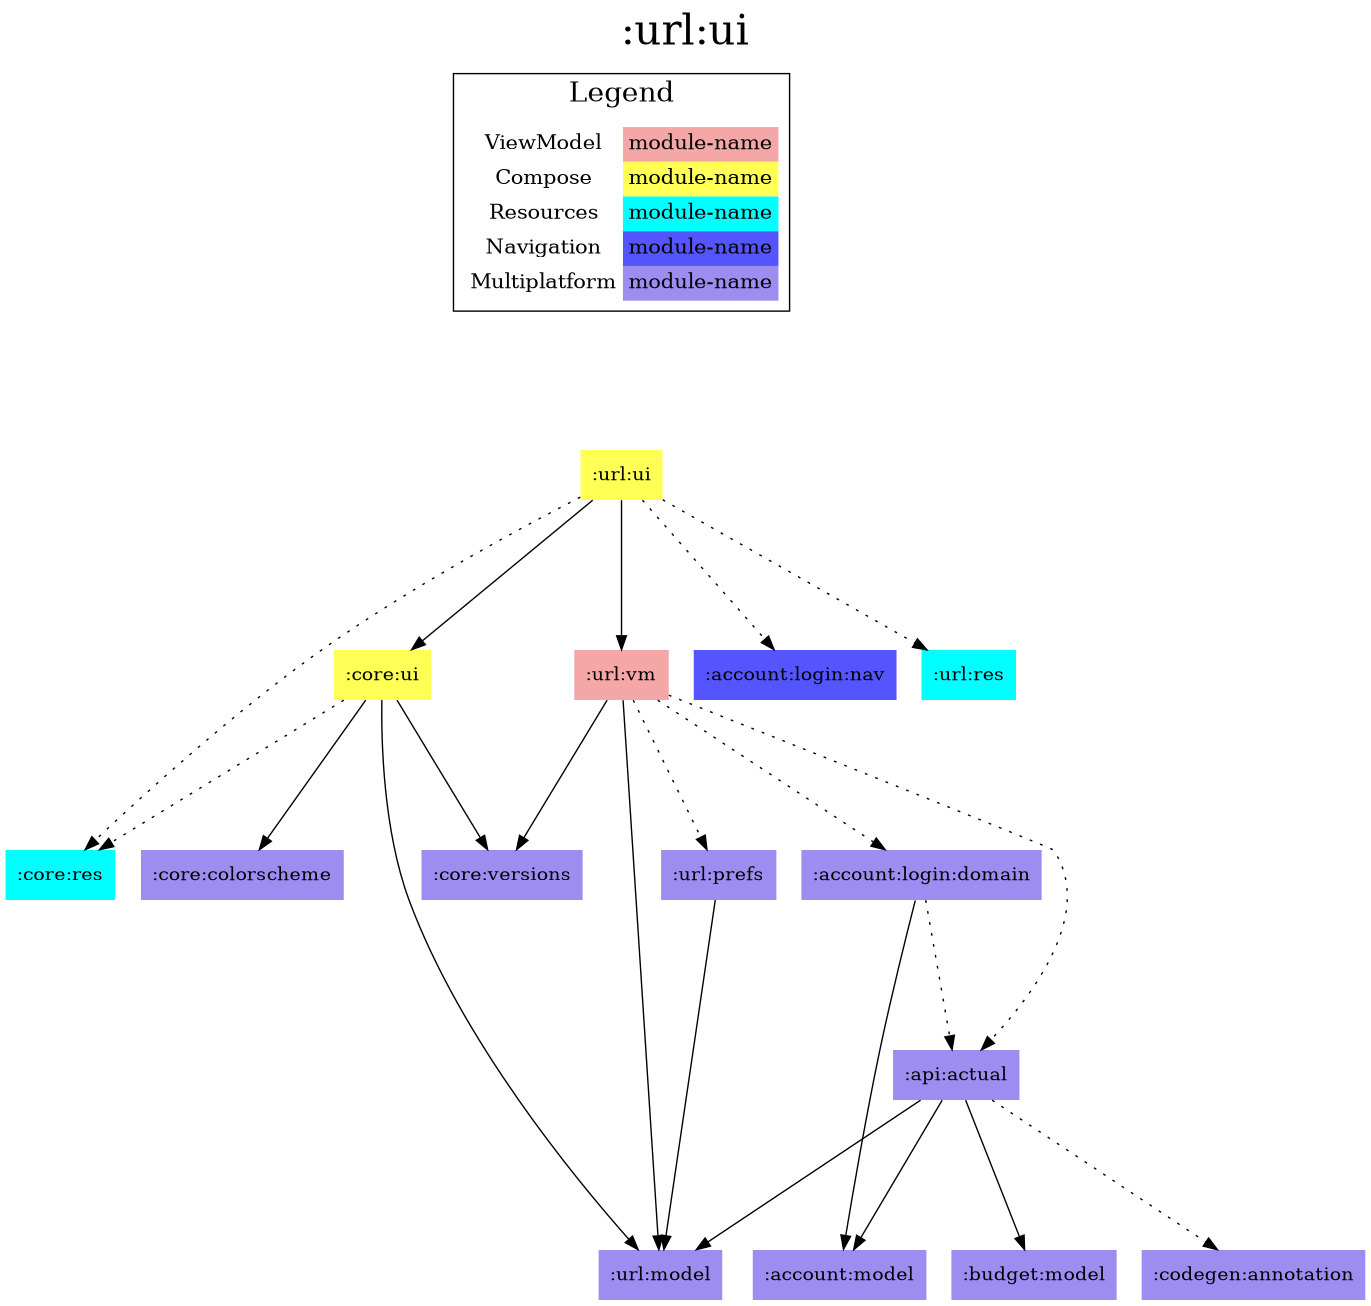 :url:ui
Legend
ViewModel module-name
Compose module-name
Resources module-name
Navigation module-name
Multiplatform module-name
:url:ui
:core:ui :url:vm :account:login:nav :url:res
:core:res :core:colorscheme :core:versions :url:prefs :account:login:domain
:api:actual
:url:model :account:model :budget:model :codegen:annotation